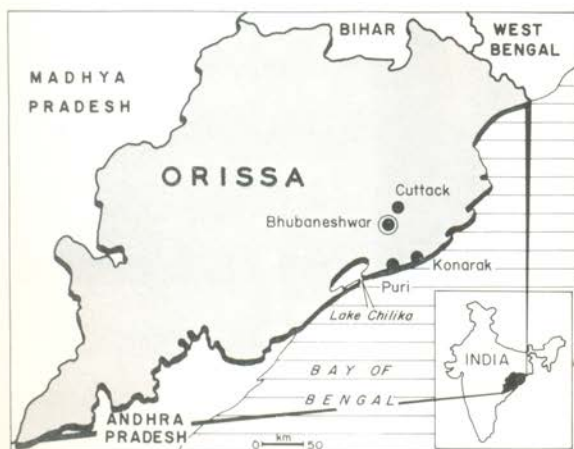 BIHAR
WEST
BENGAL
MADHYA
PRADESH
ORISSA
Cuttack
Bhubaneshwar
Konarak
Puri
Lake Chilika
INDIA
BAY OF
BENGAL
ANDHRA
PRADESH
km
0 50